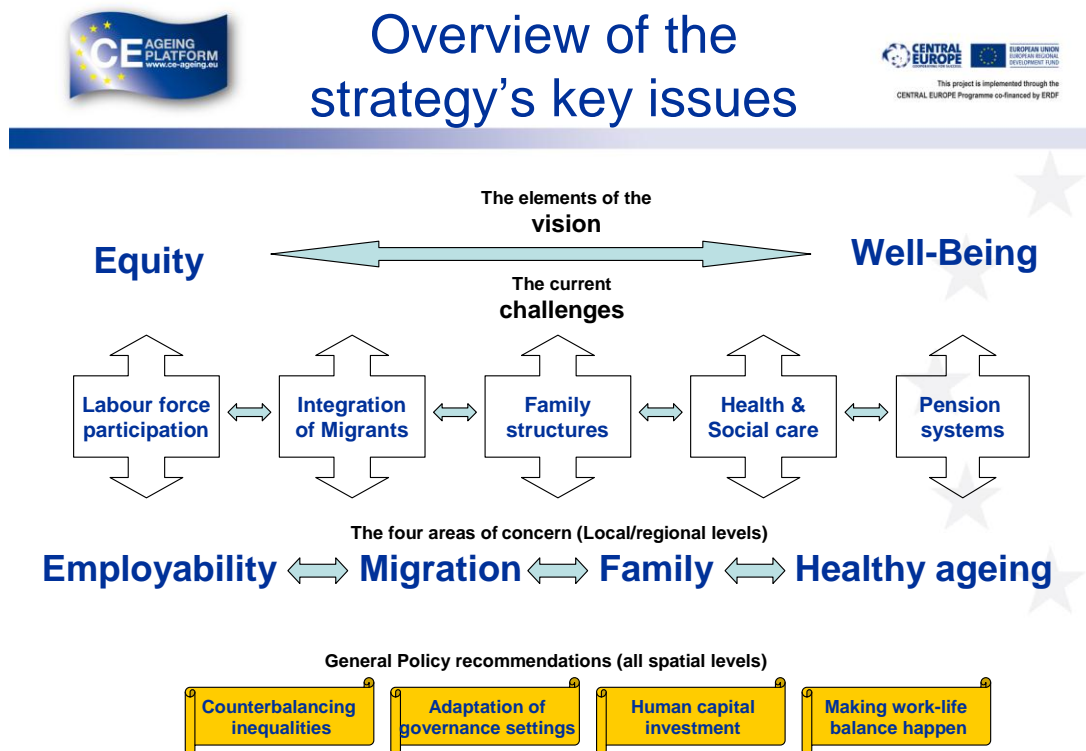 CE AGEING
PLATFORM
www.ce-ageing.eu
Overview of the
strategy's key issues
CENTRAL
EUROPE
COOPERATING FOR SUCCESS.
EUROPEAN UNION
EUROPEAN REGIONAL
DEVELOPMENT FUND
This project is implemented through the
CENTRAL EUROPE Programme co-financed by ERDF
The elements of the
vision
Equity
Well-Being
The current
challenges
Labour force
participation
Integration
of Migrants
Family
structures
Health &
Social care
Pension
systems
The four areas of concern (Local/regional levels)
Employability Migration Family Healthy ageing
General Policy recommendations (all spatial levels)
Counterbalancing
inequalities
Adaptation of
governance settings
Human capital
investment
Making work-life
balance happen